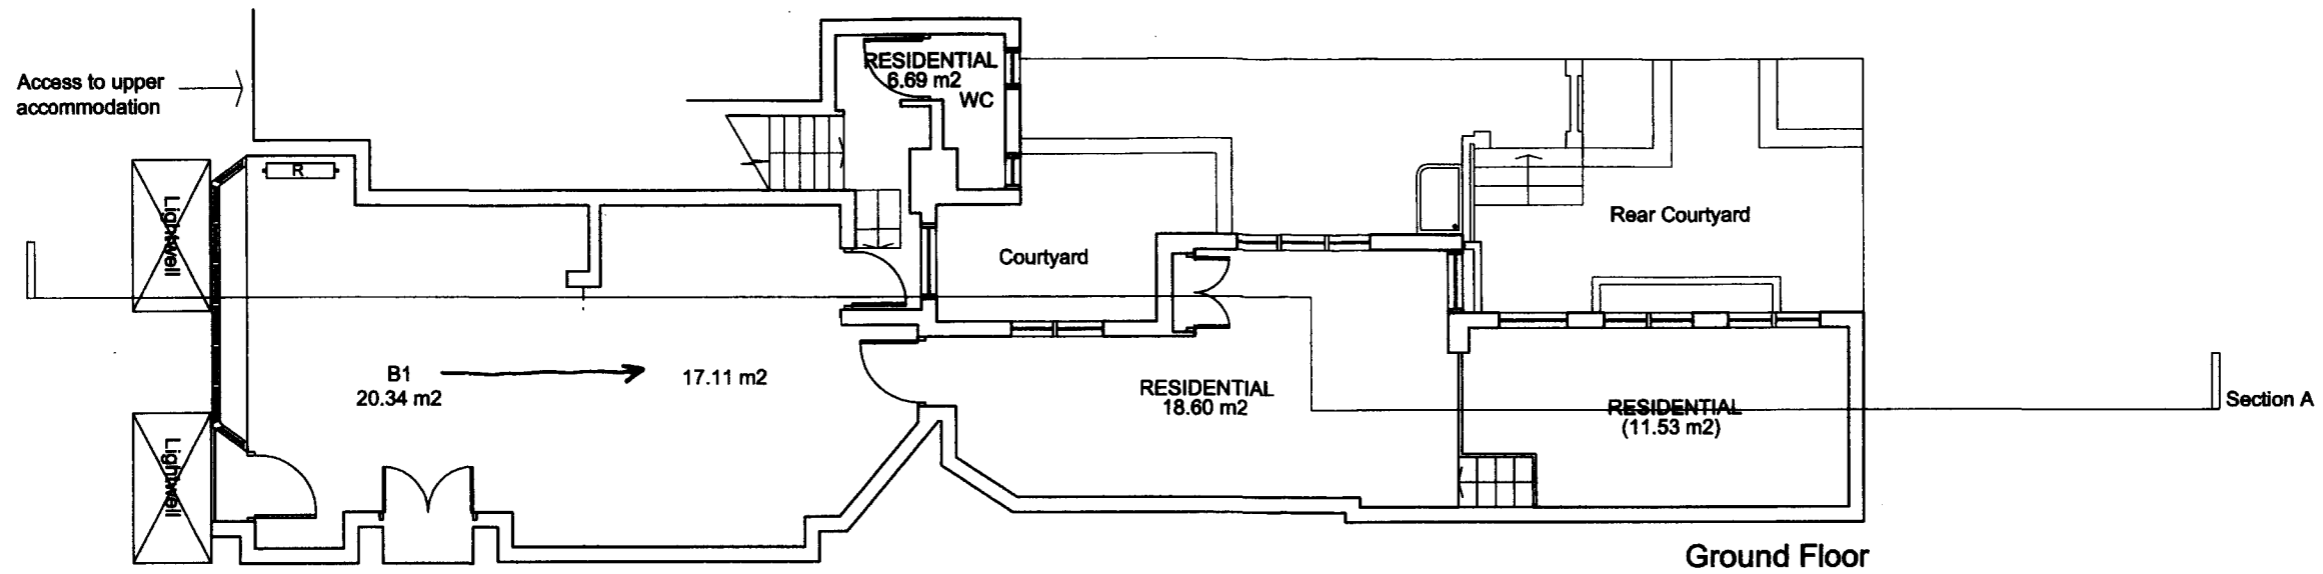 Access to upper
accommodation
RESIDENTIAL
6.69 m2
WC
R
Lightwell
Rear Courtyard
Courtyard
B1
20.34 m2
17.11 m2
RESIDENTIAL
18.60 m2
RESIDENTIAL
(11.53 m2)
Section A
Lightwell
Ground Floor